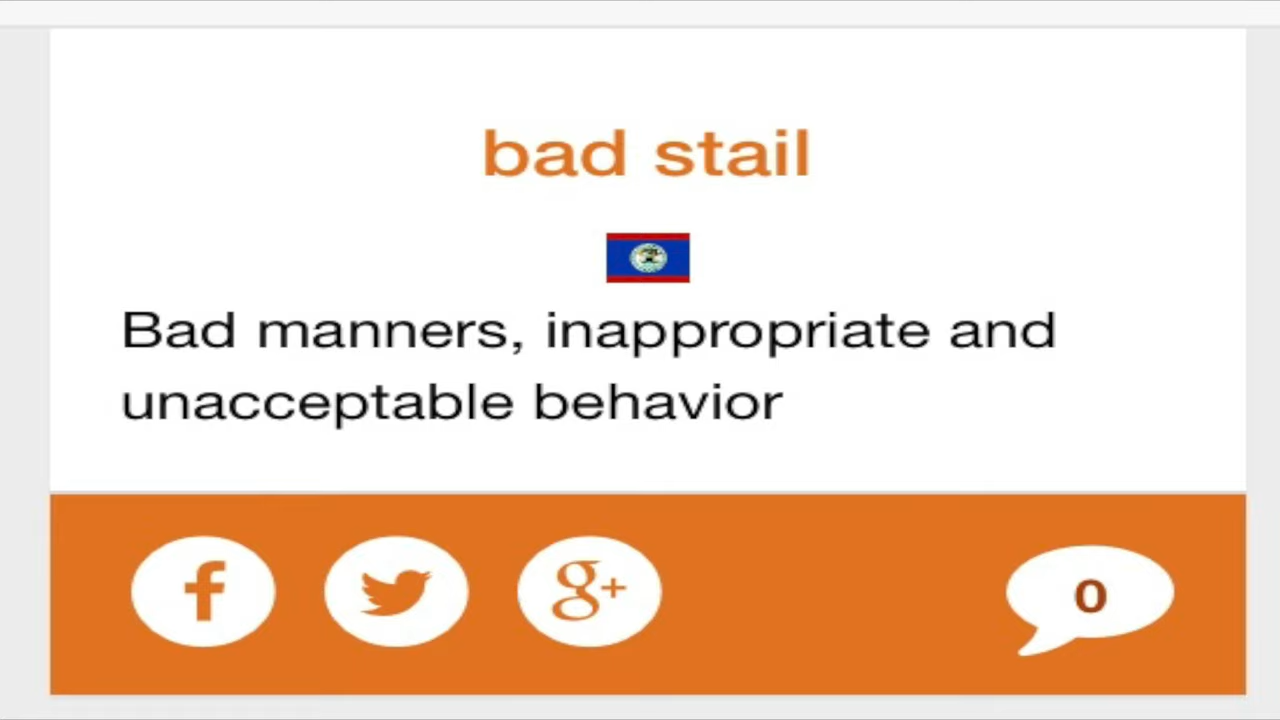 bad stail
Bad manners, inappropriate and
unacceptable behavior
f
g+
0